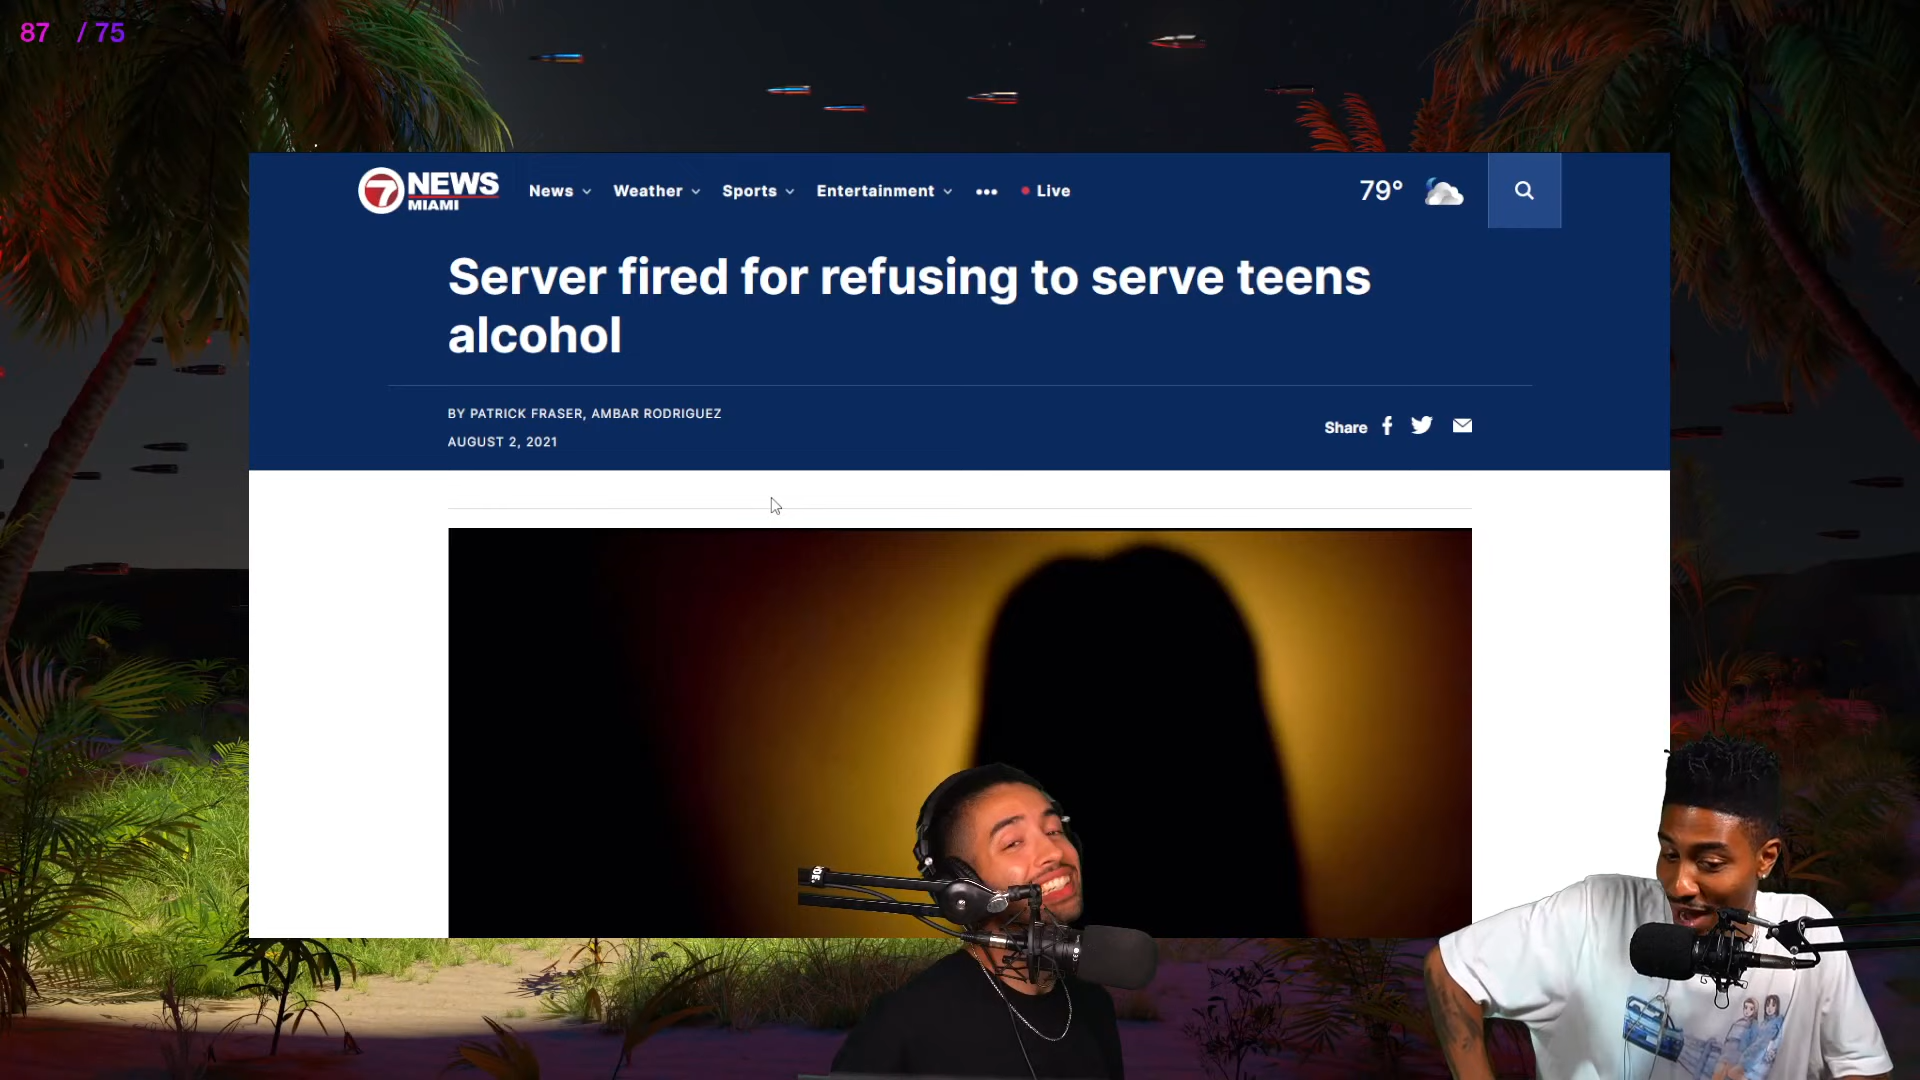 87 / 75
7 NEWS
MIAMI
News Weather Sports Entertainment ••• Live 79°
Server fired for refusing to serve teens
alcohol
BY PATRICK FRASER, AMBAR RODRIGUEZ
AUGUST 2, 2021
Share